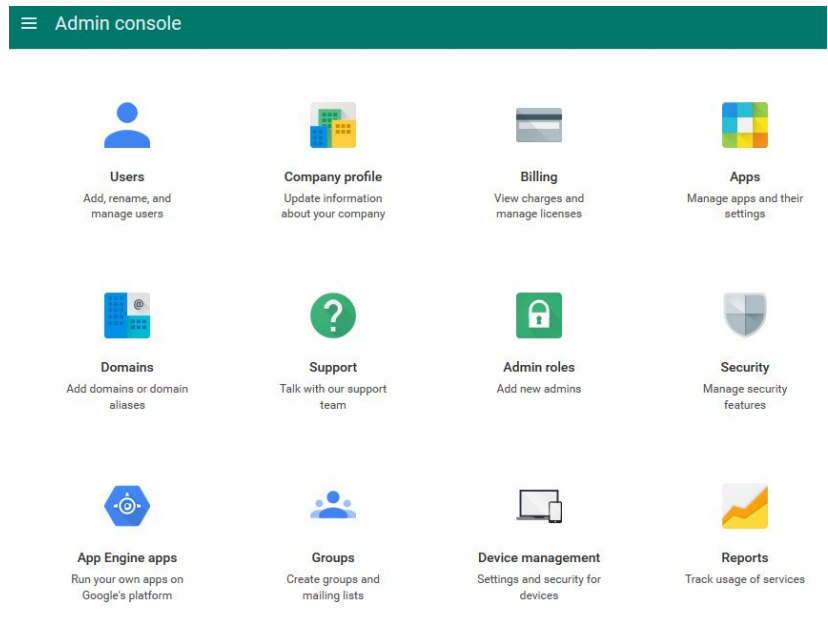 Admin console
Users
Add, rename, and
manage users
Company profile
Update information
about your company
Billing
View charges and
manage licenses
Apps
Manage apps and their
settings
@
Domains
Add domains or domain
aliases
?
Support
Talk with our support
team
Admin roles
Add new admins
Security
Manage security
features
App Engine apps
Run your own apps on
Google's platform
Groups
Create groups and
mailing lists
Device management
Settings and security for
devices
Reports
Track usage of services